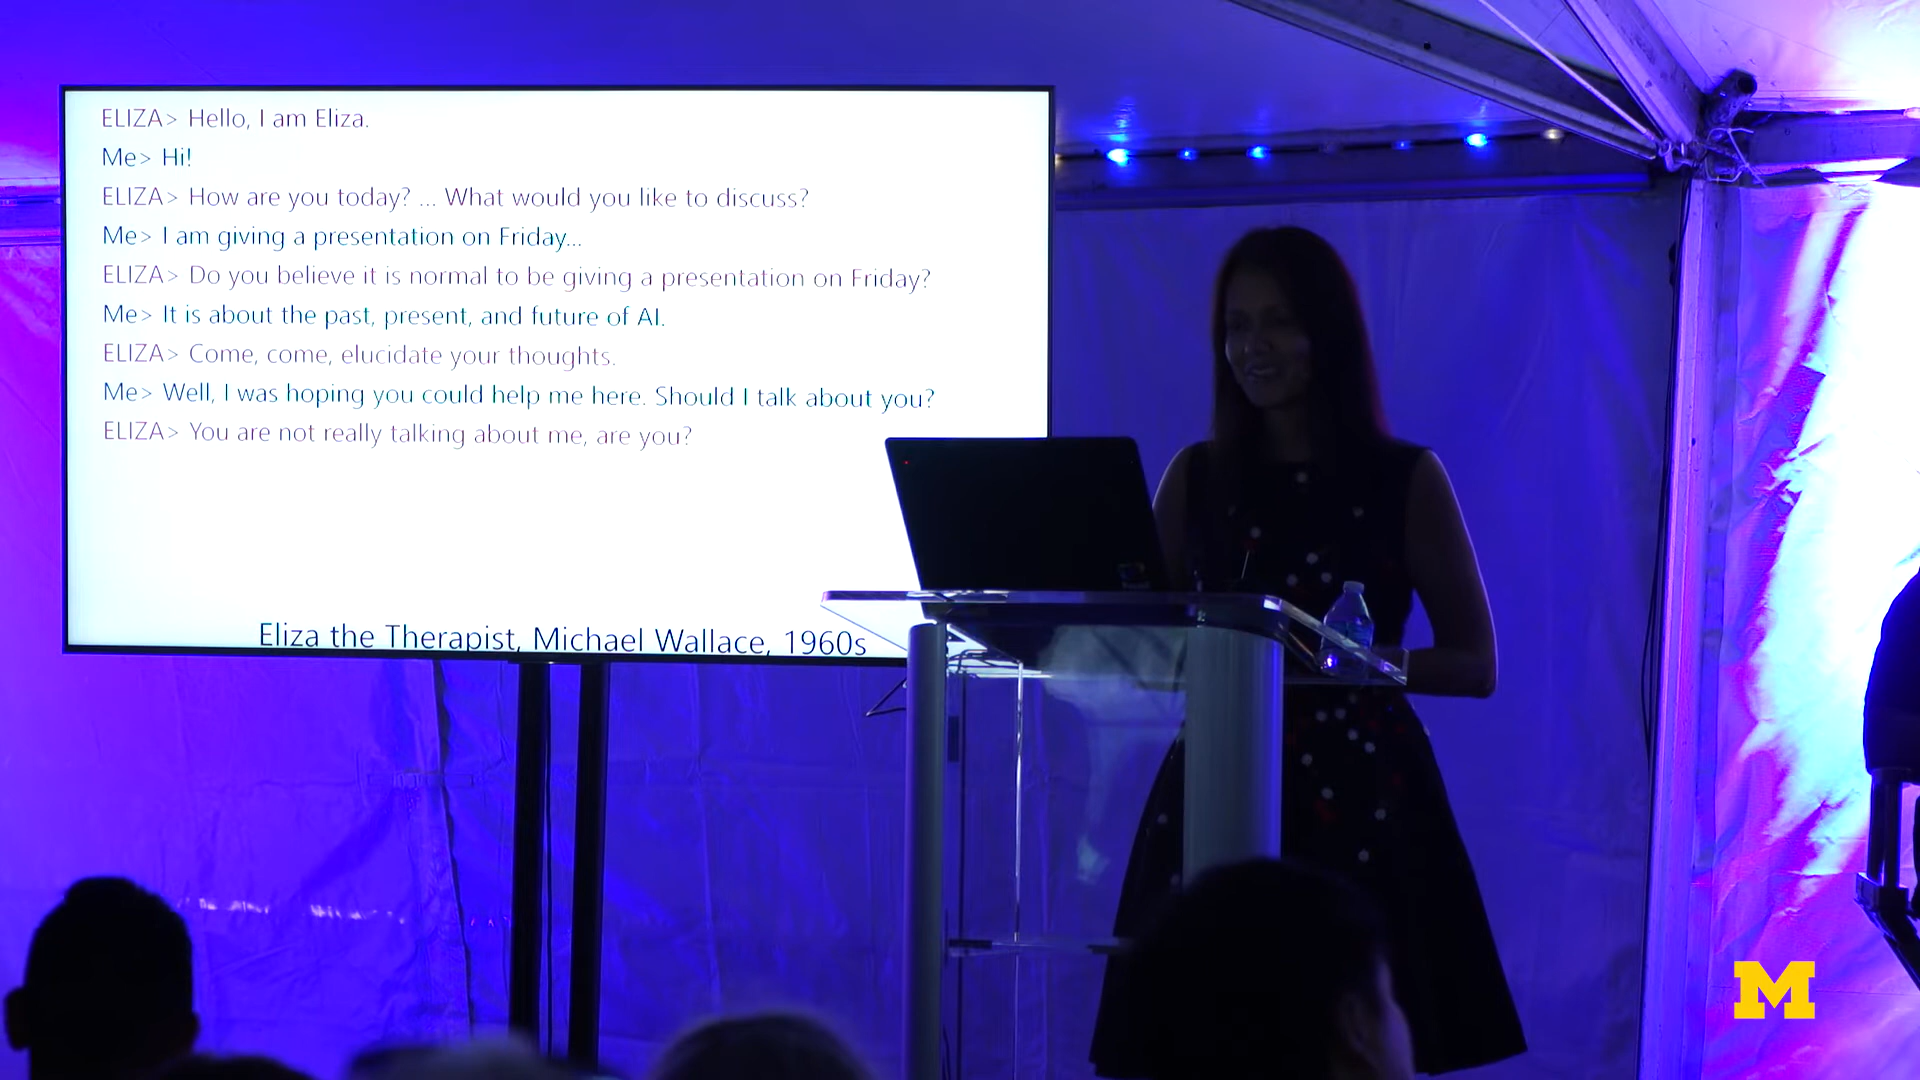 ELIZA> Hello, I am Eliza.
Me> Hi!
ELIZA> How are you today? ... What would you like to discuss?
Me> I am giving a presentation on Friday...
ELIZA> Do you believe it is normal to be giving a presentation on Friday?
Me> It is about the past, present, and future of AI.
ELIZA> Come, come, elucidate your thoughts.
Me> Well, I was hoping you could help me here. Should I talk about you?
ELIZA> You are not really talking about me, are you?
Eliza the Therapist, Michael Wallace, 1960s
M